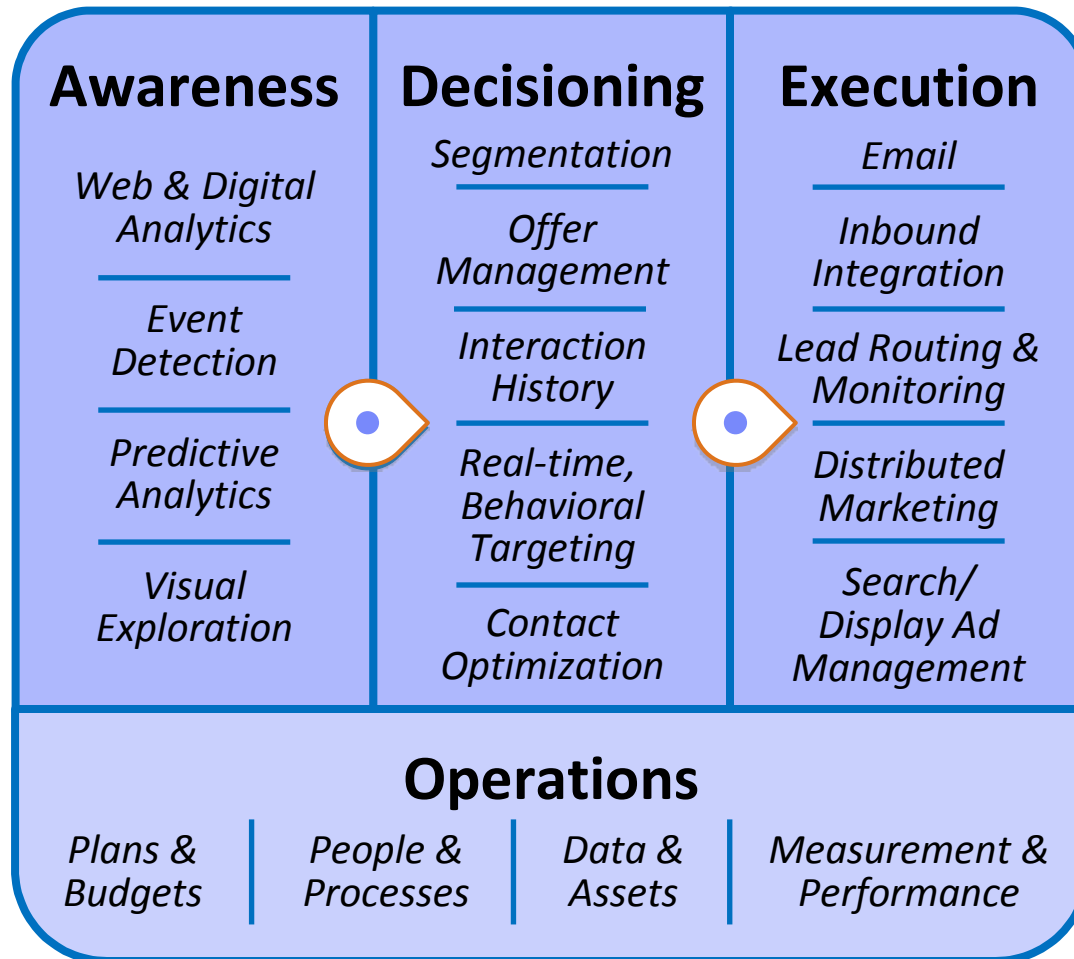 Awareness
Web & Digital
Analytics
Event
Detection
Predictive
Analytics
Visual
Exploration
Decisioning
Segmentation
Offer
Management
Interaction
History
Real-time,
Behavioral
Targeting
Contact
Optimization
Execution
Email
Inbound
Integration
Lead Routing &
Monitoring
Distributed
Marketing
Search/
Display Ad
Management
Operations
Plans &
Budgets
People &
Processes
Data &
Assets
Measurement &
Performance